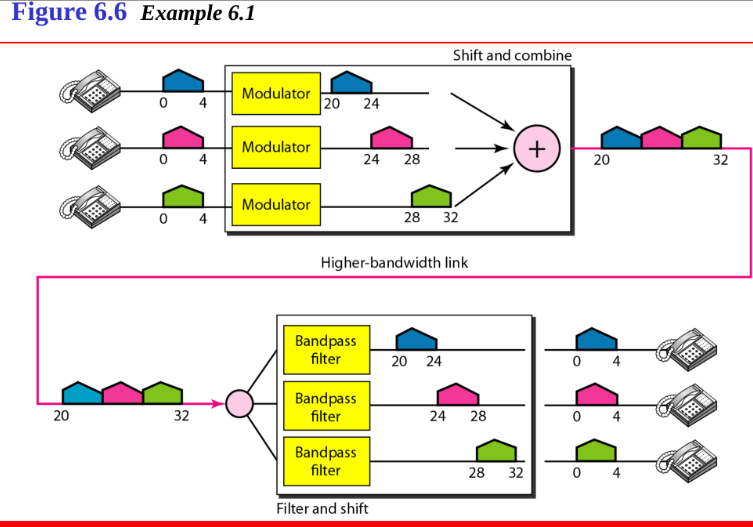 Figure 6.6 Example 6.1
Shift and combine
0 4 Modulator 20 24
0 4 Modulator 24 28
+
20 32
0 4 Modulator 28 32
Higher-bandwidth link
Bandpass
filter
20 24
0 4
20 32
Bandpass
filter
24 28
0 4
Bandpass
filter
28 32
0 4
Filter and shift